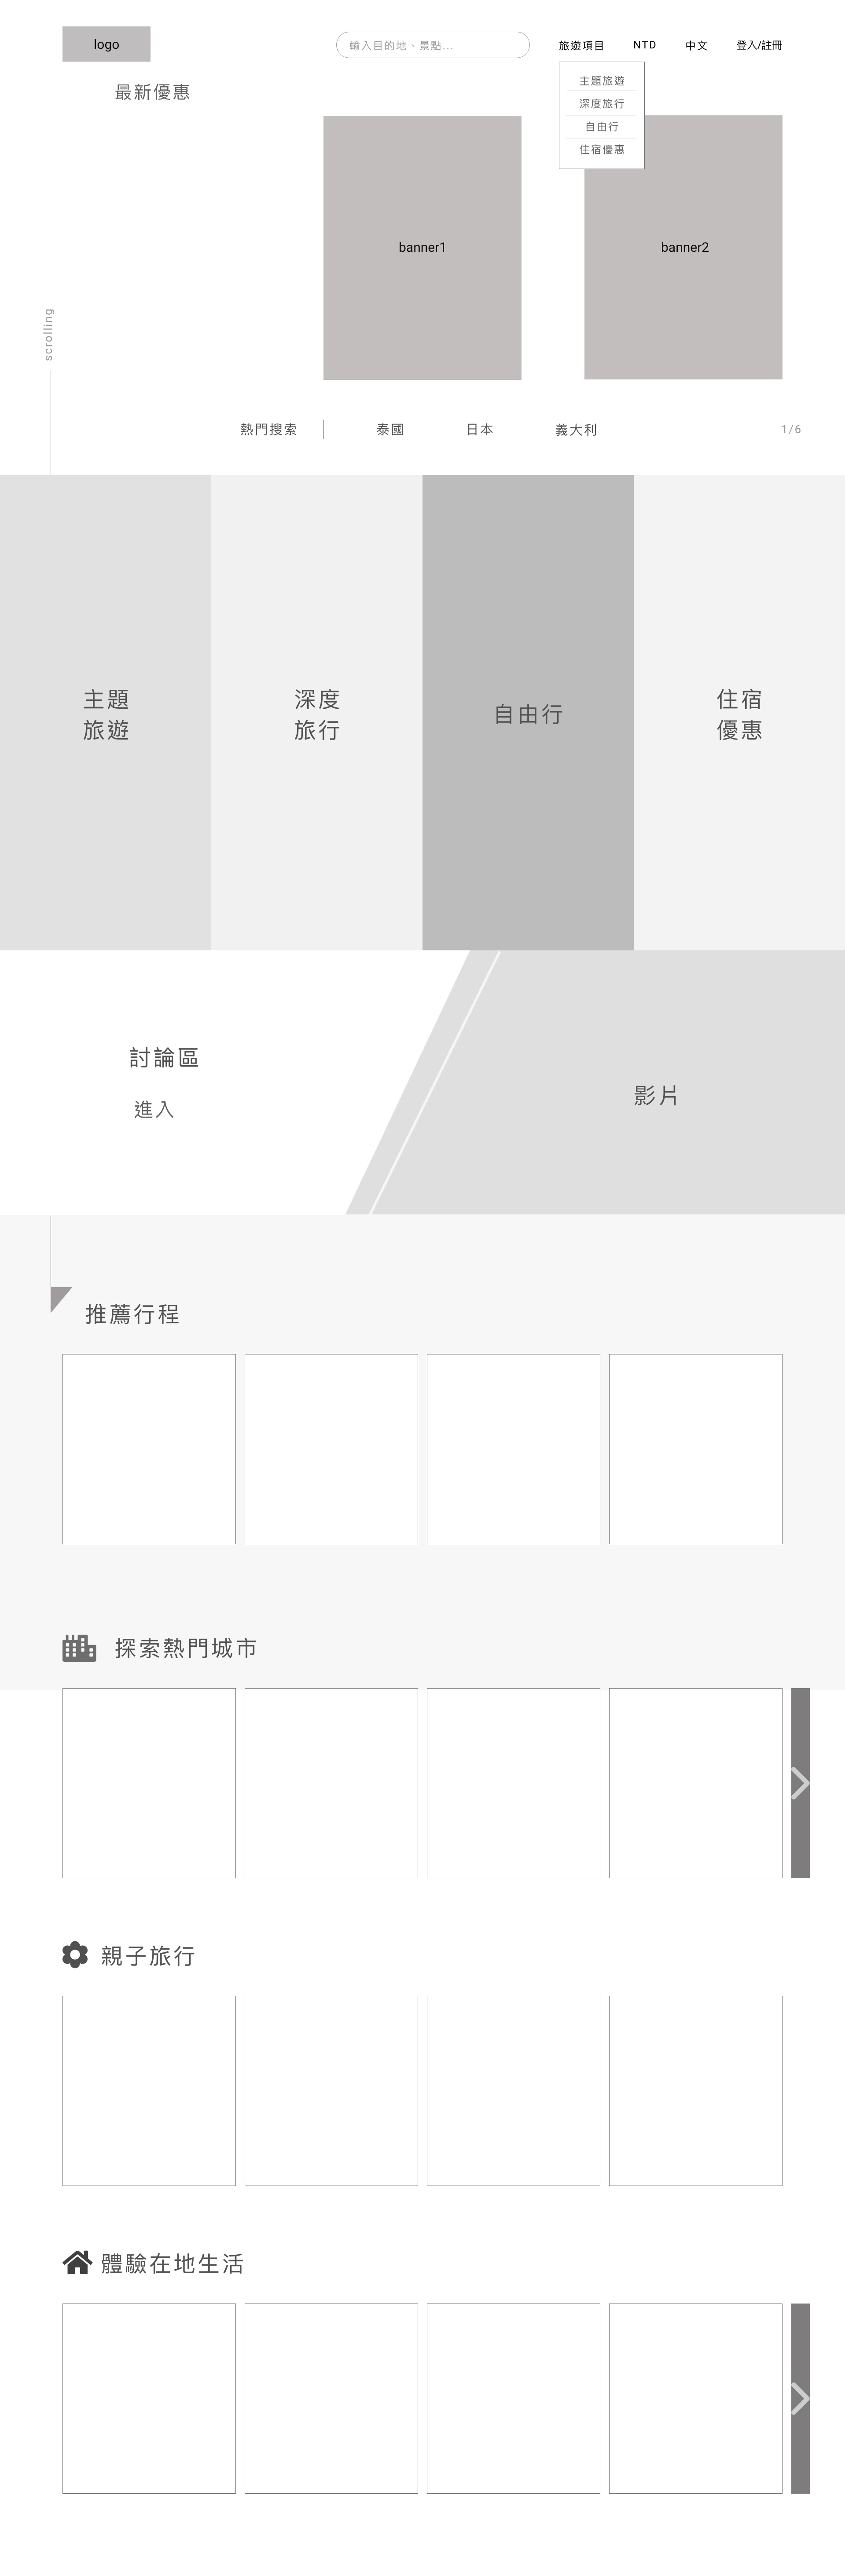 logo
輸入目的地、景點...
旅遊項目
NTD
中文
登入/註冊
主題旅遊
深度旅行
自由行
住宿優惠
最新優惠
banner1
banner2
scrolling
熱門搜索
泰國
日本
義大利
1/6
主題
旅遊
深度
旅行
自由行
住宿
優惠
討論區
進入
影片
推薦行程
探索熱門城市
親子旅行
體驗在地生活